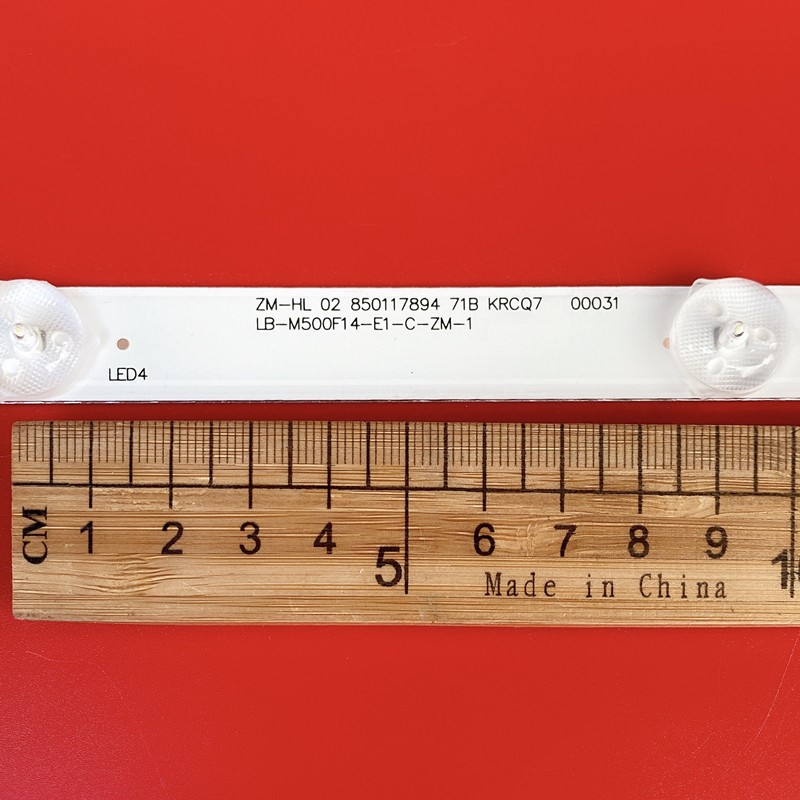 ZM-HL 02 850117894 71B KRCQ7 00031
LB-M500F14-E1-C-ZM-1
LED4
CM 1 2 3 4 5 6 7 8 9 10
Made in China